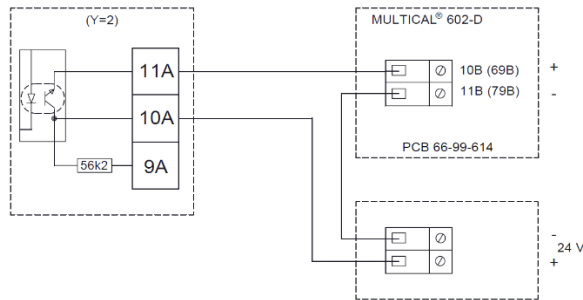 (Y=2)
11A
10A
9A
56k2
MULTICAL® 602-D
10B (69B)
+
11B (79B)
-
PCB 66-99-614
-
24 V
+